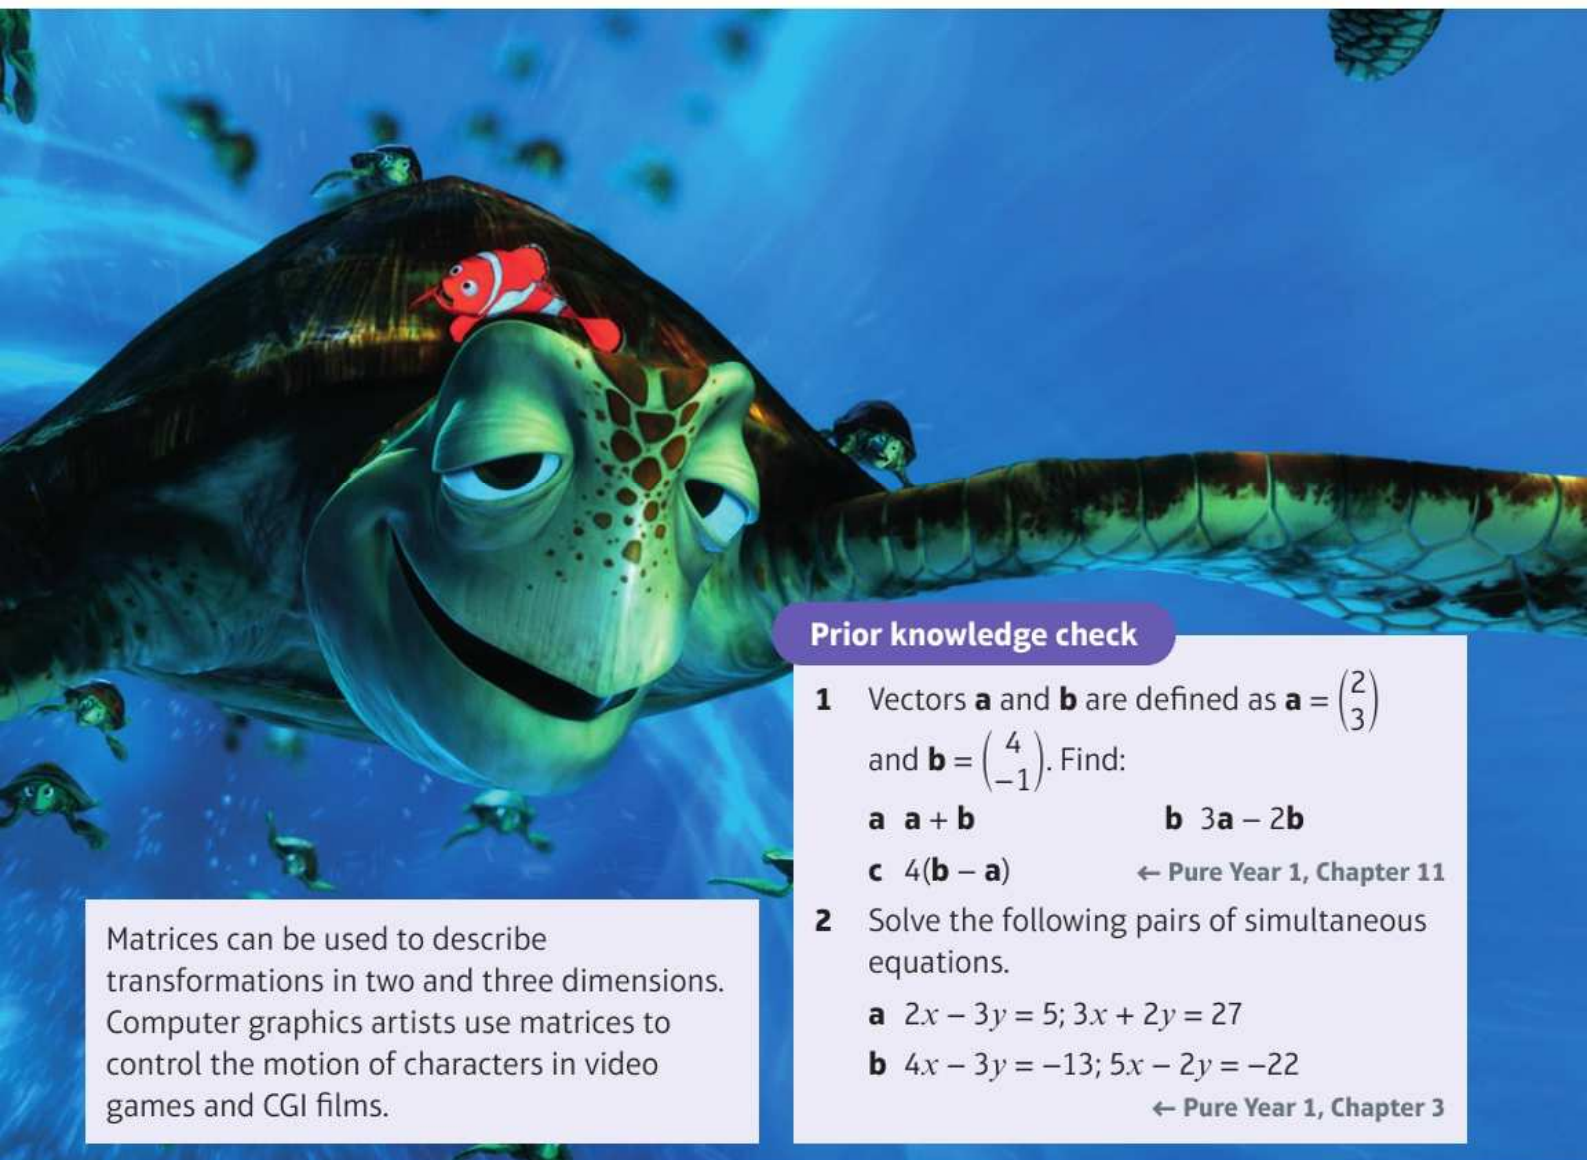 Prior knowledge check
1 Vectors a and b are defined as a = (2
3)
and b = (4
−1). Find:
a a + b b 3a − 2b
c 4(b − a) ← Pure Year 1, Chapter 11
2 Solve the following pairs of simultaneous
equations.
a 2x − 3y = 5; 3x + 2y = 27
b 4x − 3y = −13; 5x − 2y = −22
← Pure Year 1, Chapter 3
Matrices can be used to describe
transformations in two and three dimensions.
Computer graphics artists use matrices to
control the motion of characters in video
games and CGI films.